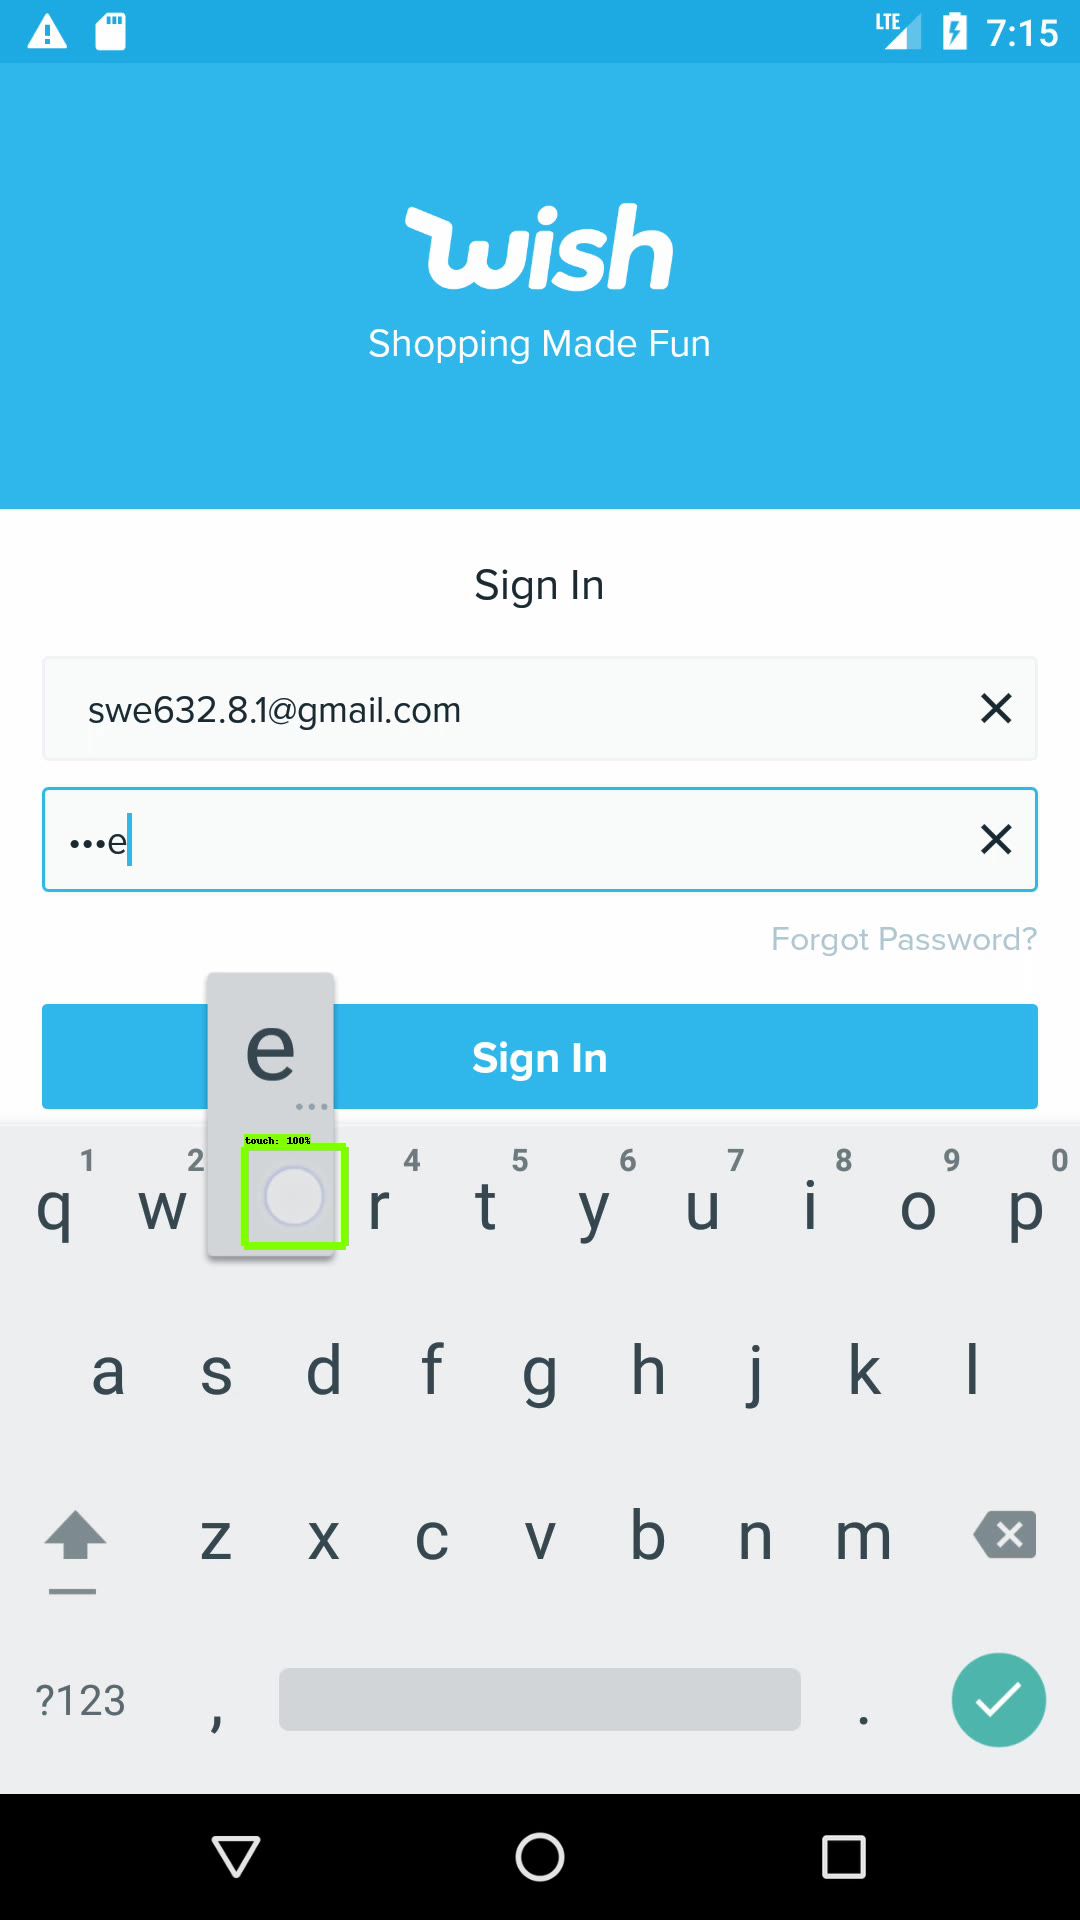 LTE 7:15
wish
Shopping Made Fun
Sign In
swe632.8.1@gmail.com
•••e
Forgot Password?
Sign In
e
...
touch: 100%
1 2 4 5 6 7 8 9 0
q w r t y u i o p
a s d f g h j k l
z x c v b n m
?123 , .